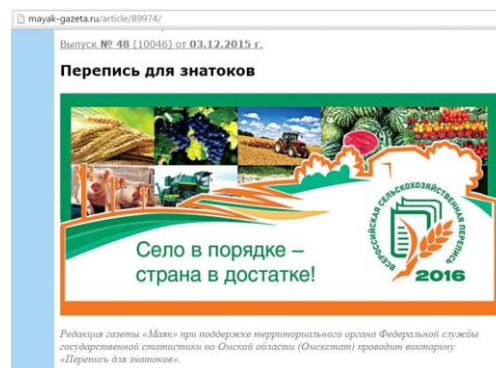 mayak-gazeta.ru/article/89974/
Выпуск № 48 (10046) от 03.12.2015 г.
Перепись для знатоков
ВСЕРОССИЙСКАЯ СЕЛЬСКОХОЗЯЙСТВЕННАЯ ПЕРЕПИСЬ
Село в порядке –
страна в достатке!
2016
Редакция газеты «Маяк» при поддержке территориального органа Федеральной службы
государственной статистики по Омской области (Омскстат) проводит викторину
«Перепись для знатоков».